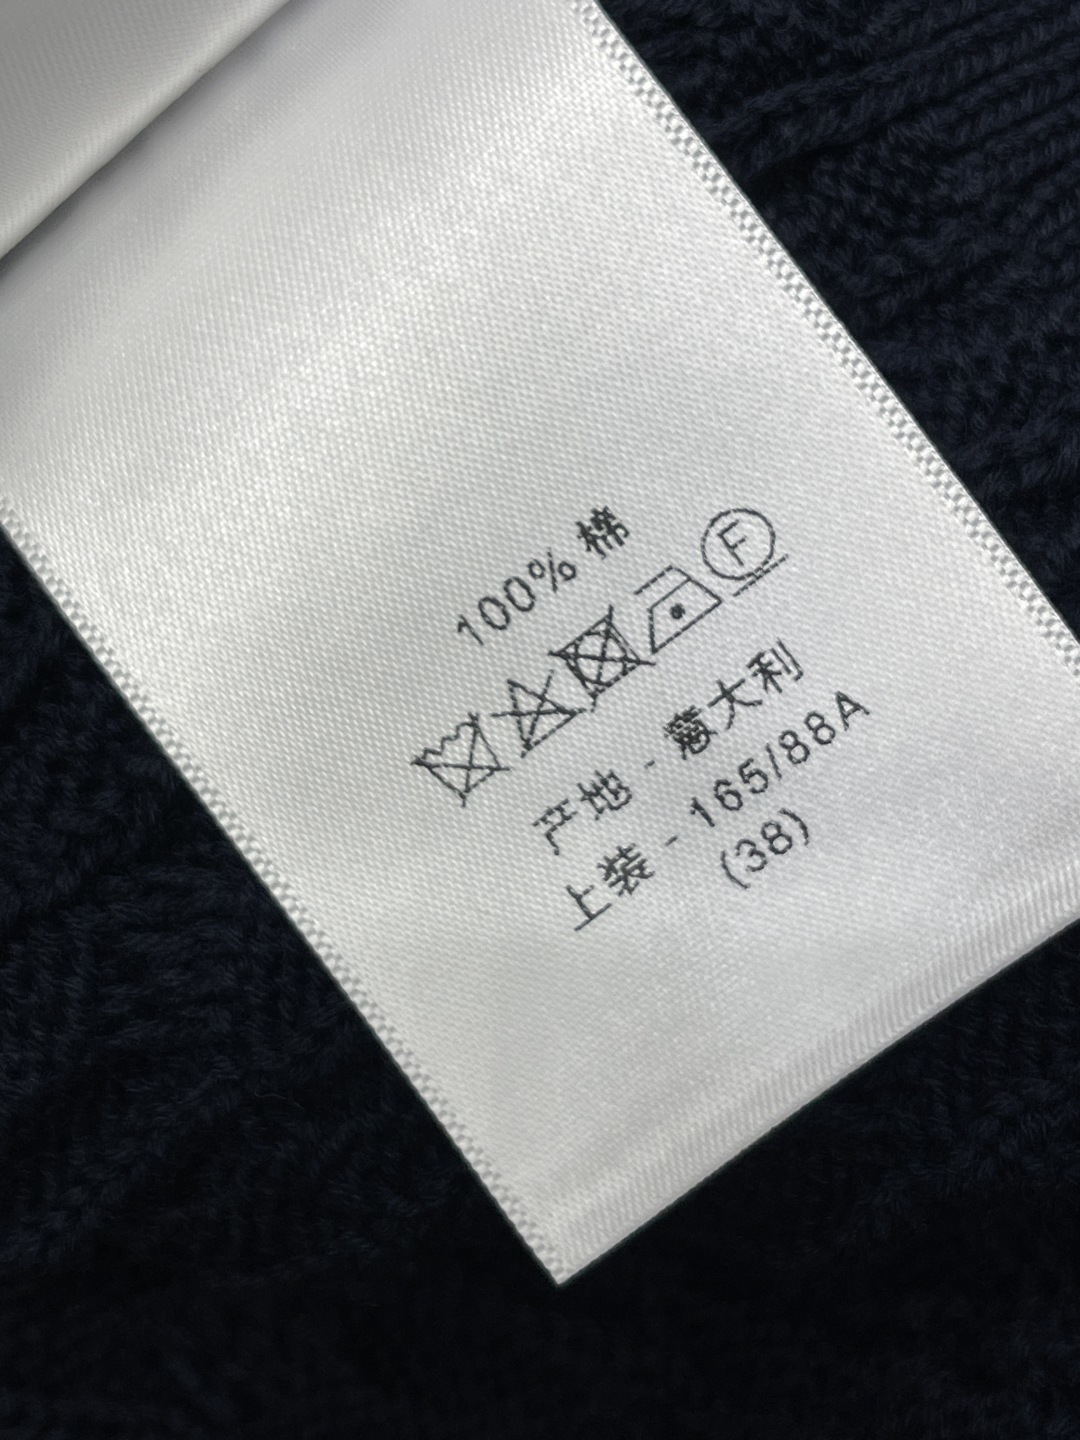 100% 棉
F
产地 - 意大利
上装 - 165/88A
(38)